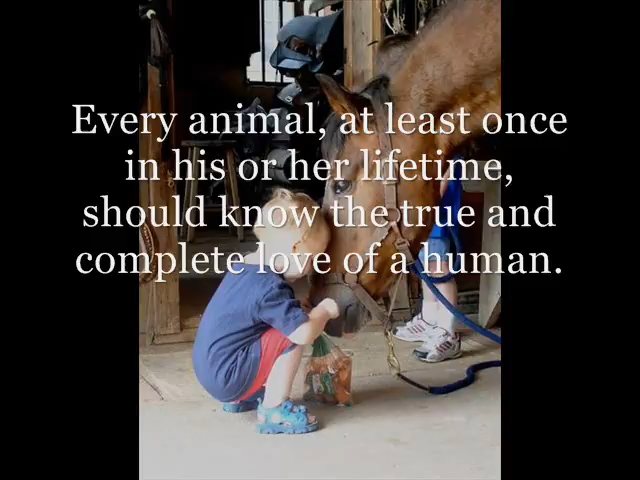 Every animal, at least once
in his or her lifetime,
should know the true and
complete love of a human.